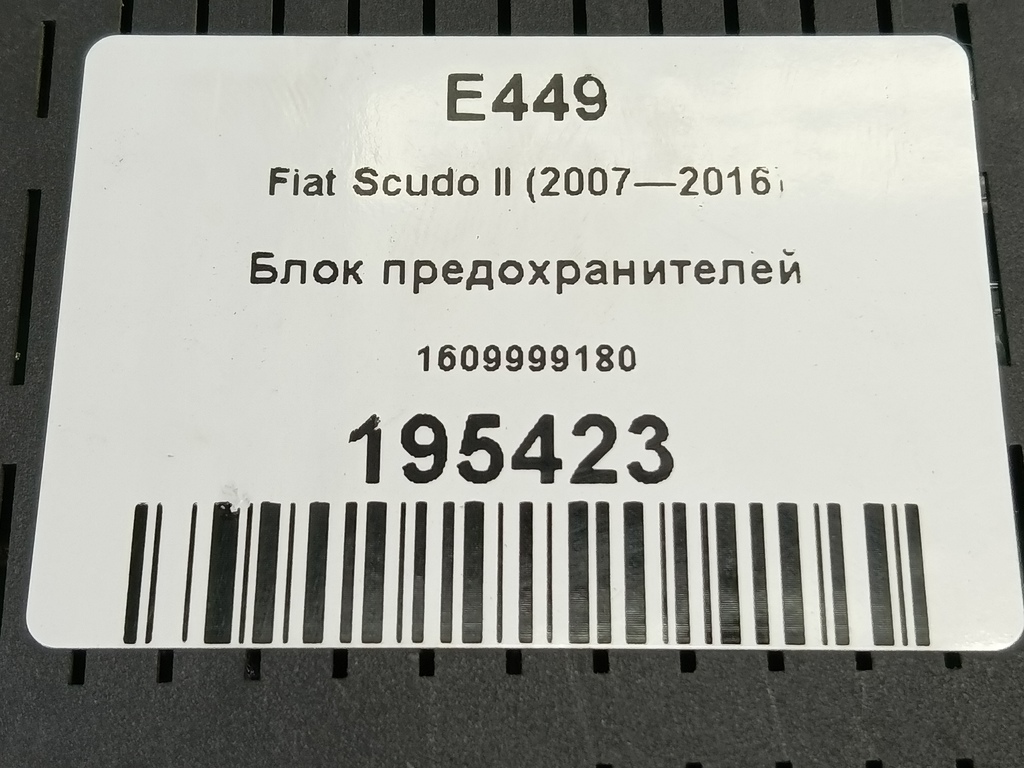 E449
Fiat Scudo II (2007—2016)
Блок предохранителей
1609999180
195423